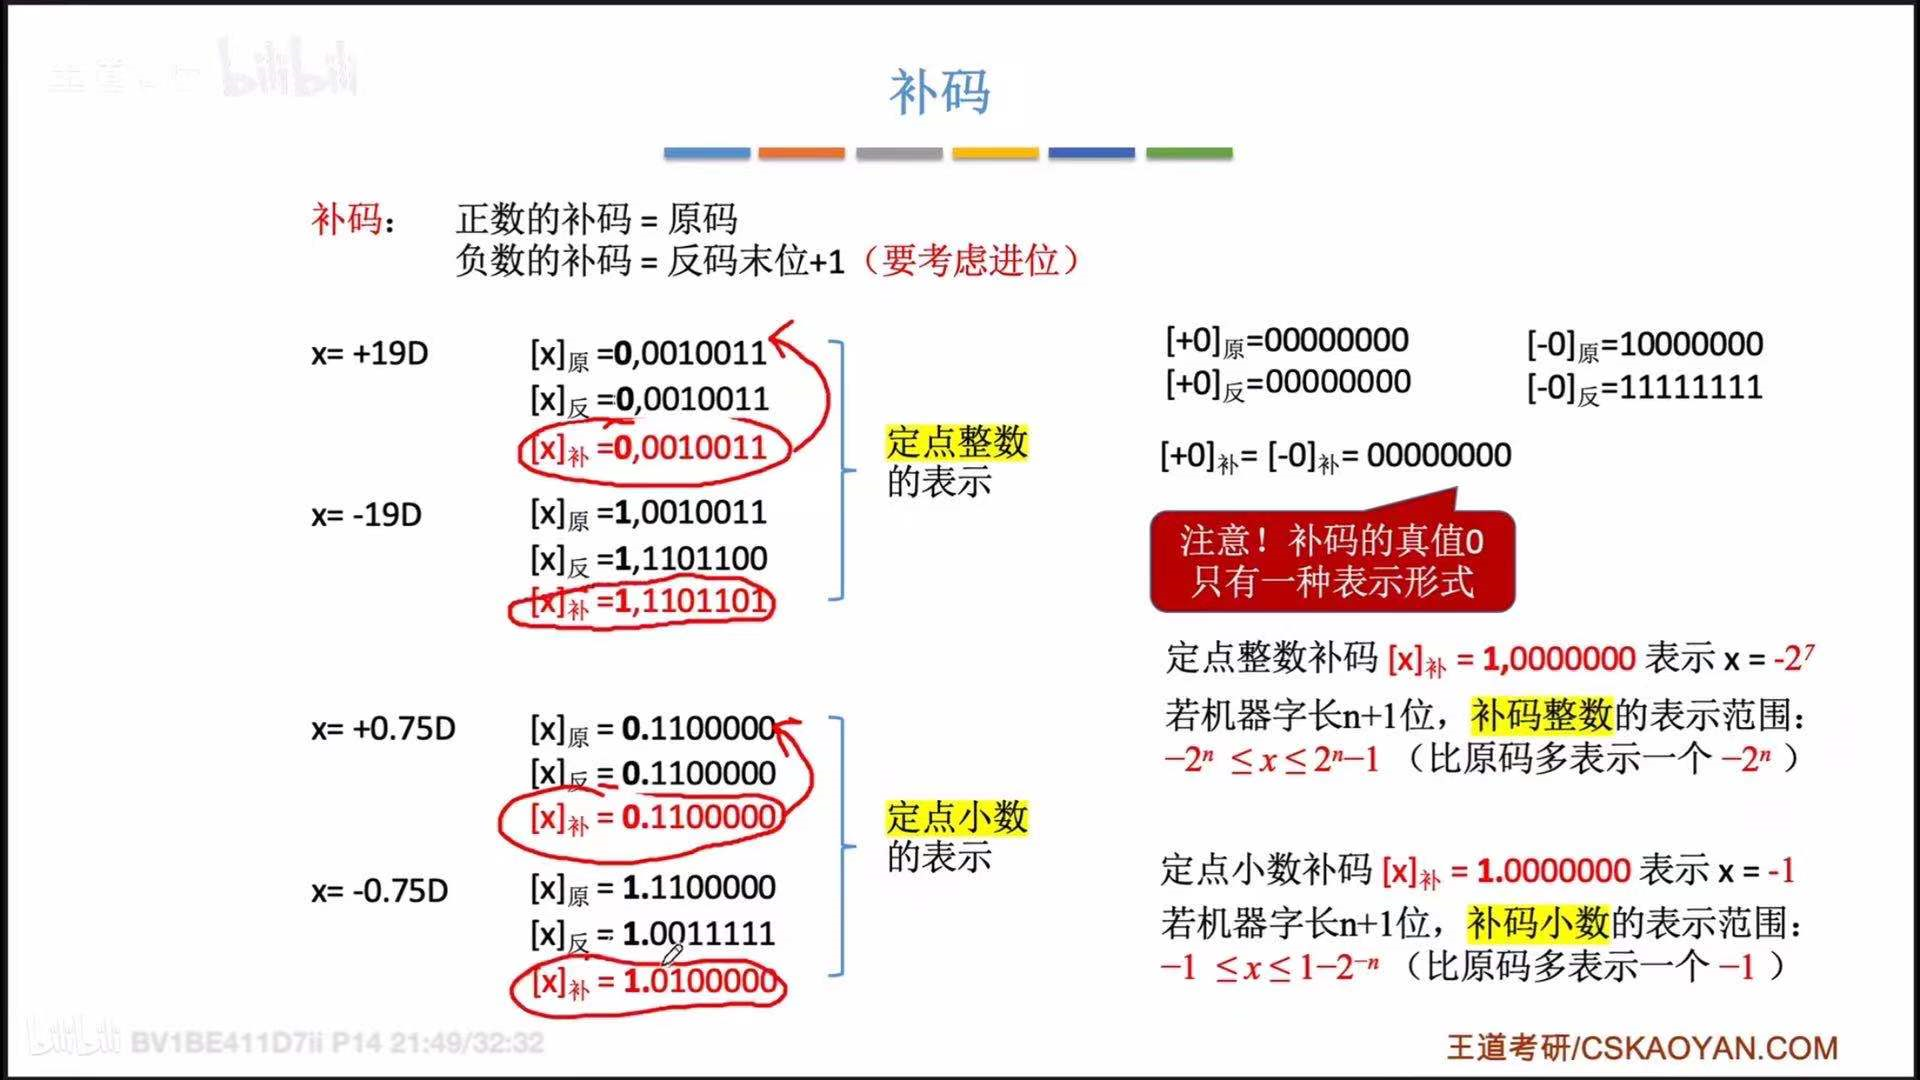 bilibili
补码
补码： 正数的补码 = 原码
负数的补码 = 反码末位+1（要考虑进位）
x= +19D
[x]原 =0,0010011
[x]反 =0,0010011
[x]补 =0,0010011
x= -19D
[x]原 =1,0010011
[x]反 =1,1101100
[x]补 =1,1101101
定点整数
的表示
x= +0.75D
[x]原 = 0.1100000
[x]反 = 0.1100000
[x]补 = 0.1100000
x= -0.75D
[x]原 = 1.1100000
[x]反 = 1.0011111
[x]补 = 1.0100000
定点小数
的表示
[+0]原=00000000
[+0]反=00000000
[-0]原=10000000
[-0]反=11111111
[+0]补= [-0]补= 00000000
注意！补码的真值0
只有一种表示形式
定点整数补码 [x]补 = 1,0000000 表示 x = -2⁷
若机器字长n+1位，补码整数的表示范围：
−2ⁿ ≤ x ≤ 2ⁿ−1 （比原码多表示一个 −2ⁿ ）
定点小数补码 [x]补 = 1.0000000 表示 x = -1
若机器字长n+1位，补码小数的表示范围：
−1 ≤ x ≤ 1−2⁻ⁿ （比原码多表示一个 −1 ）
bilibili BV1BE411D7ii P14 21:49/32:32
王道考研/CSKAOYAN.COM